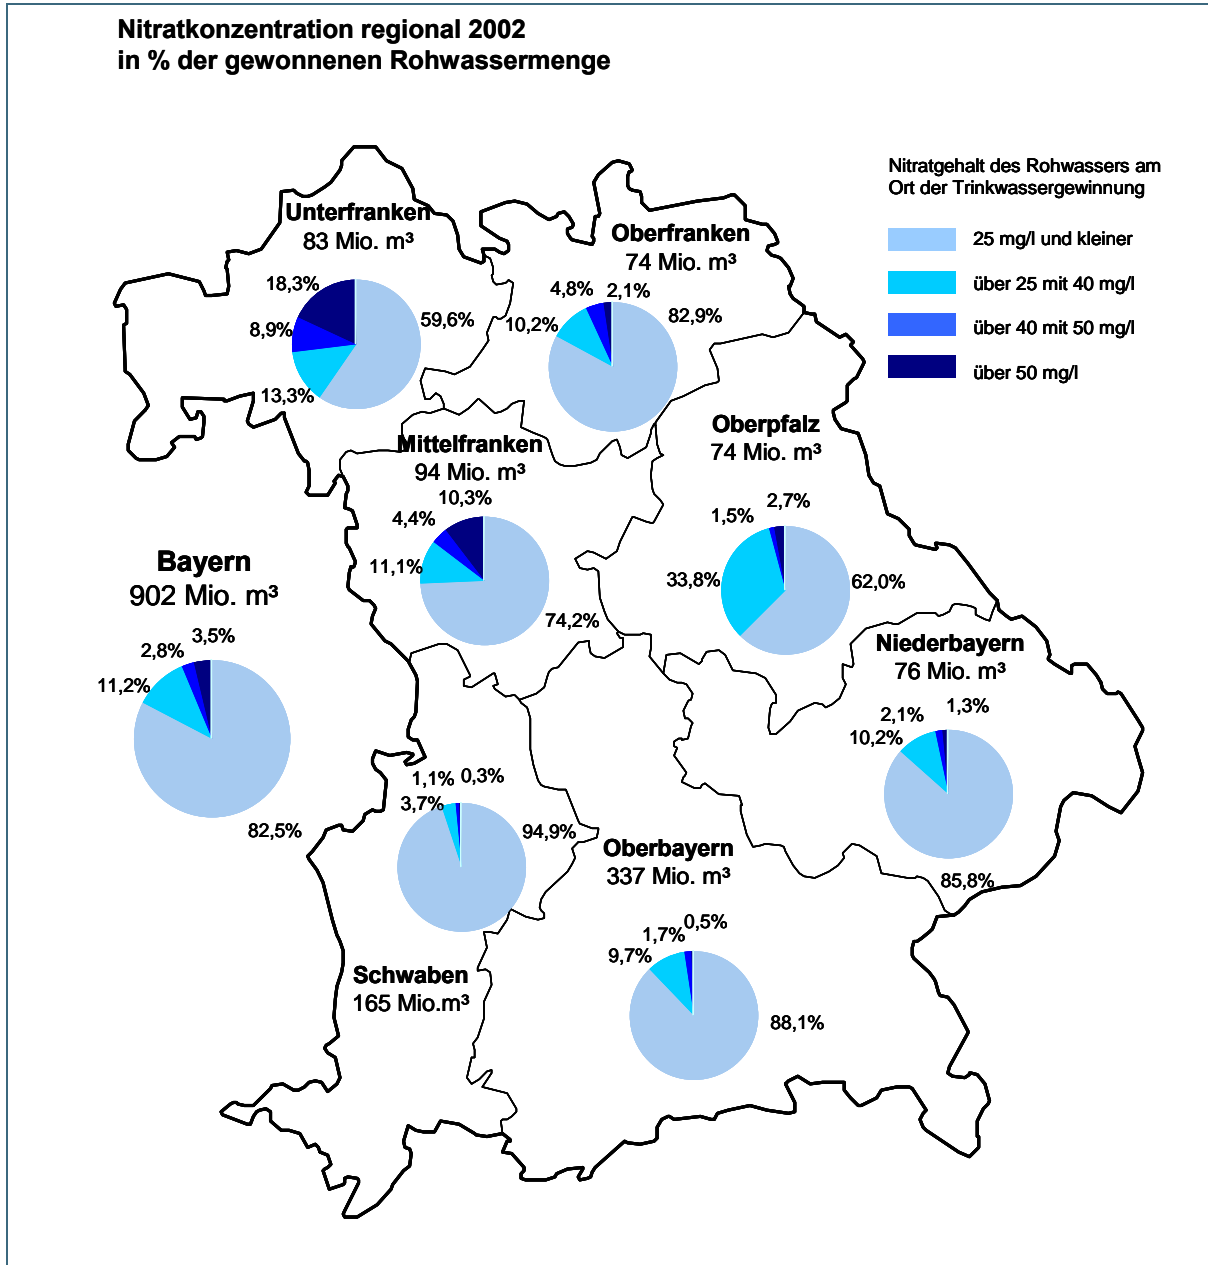 Nitratkonzentration regional 2002
in % der gewonnenen Rohwassermenge
Nitratgehalt des Rohwassers am
Ort der Trinkwassergewinnung
25 mg/l und kleiner
über 25 mit 40 mg/l
über 40 mit 50 mg/l
über 50 mg/l
Unterfranken
83 Mio. m³
18,3%
8,9%
59,6%
13,3%
Oberfranken
74 Mio. m³
4,8%
2,1%
10,2%
82,9%
Mittelfranken
94 Mio. m³
10,3%
4,4%
11,1%
74,2%
Oberpfalz
74 Mio. m³
2,7%
1,5%
33,8%
62,0%
Bayern
902 Mio. m³
3,5%
2,8%
11,2%
82,5%
Niederbayern
76 Mio. m³
1,3%
2,1%
10,2%
85,8%
1,1%
0,3%
3,7%
94,9%
Schwaben
165 Mio.m³
Oberbayern
337 Mio. m³
0,5%
1,7%
9,7%
88,1%